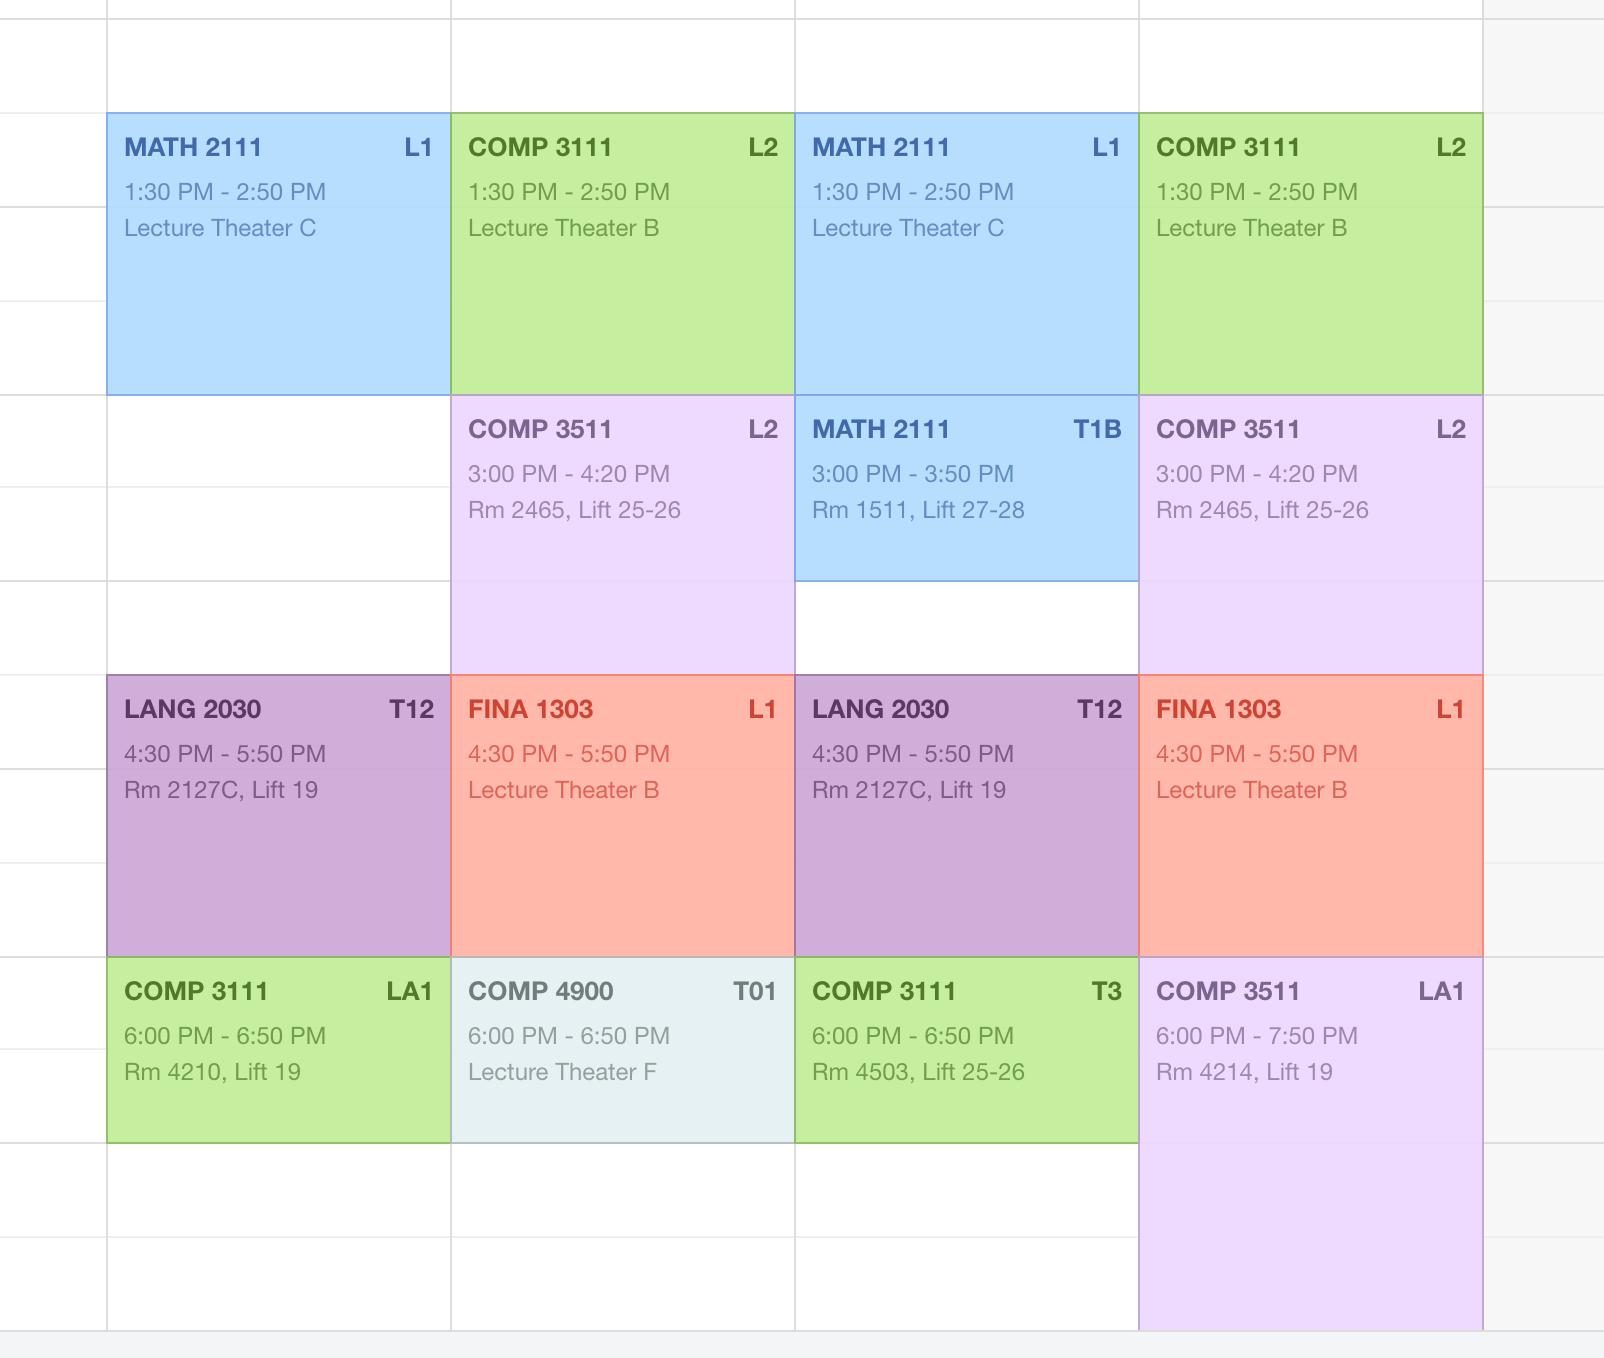 MATH 2111 L1
1:30 PM - 2:50 PM
Lecture Theater C
COMP 3111 L2
1:30 PM - 2:50 PM
Lecture Theater B
MATH 2111 L1
1:30 PM - 2:50 PM
Lecture Theater C
COMP 3111 L2
1:30 PM - 2:50 PM
Lecture Theater B
COMP 3511 L2
3:00 PM - 4:20 PM
Rm 2465, Lift 25-26
MATH 2111 T1B
3:00 PM - 3:50 PM
Rm 1511, Lift 27-28
COMP 3511 L2
3:00 PM - 4:20 PM
Rm 2465, Lift 25-26
LANG 2030 T12
4:30 PM - 5:50 PM
Rm 2127C, Lift 19
FINA 1303 L1
4:30 PM - 5:50 PM
Lecture Theater B
LANG 2030 T12
4:30 PM - 5:50 PM
Rm 2127C, Lift 19
FINA 1303 L1
4:30 PM - 5:50 PM
Lecture Theater B
COMP 3111 LA1
6:00 PM - 6:50 PM
Rm 4210, Lift 19
COMP 4900 T01
6:00 PM - 6:50 PM
Lecture Theater F
COMP 3111 T3
6:00 PM - 6:50 PM
Rm 4503, Lift 25-26
COMP 3511 LA1
6:00 PM - 7:50 PM
Rm 4214, Lift 19